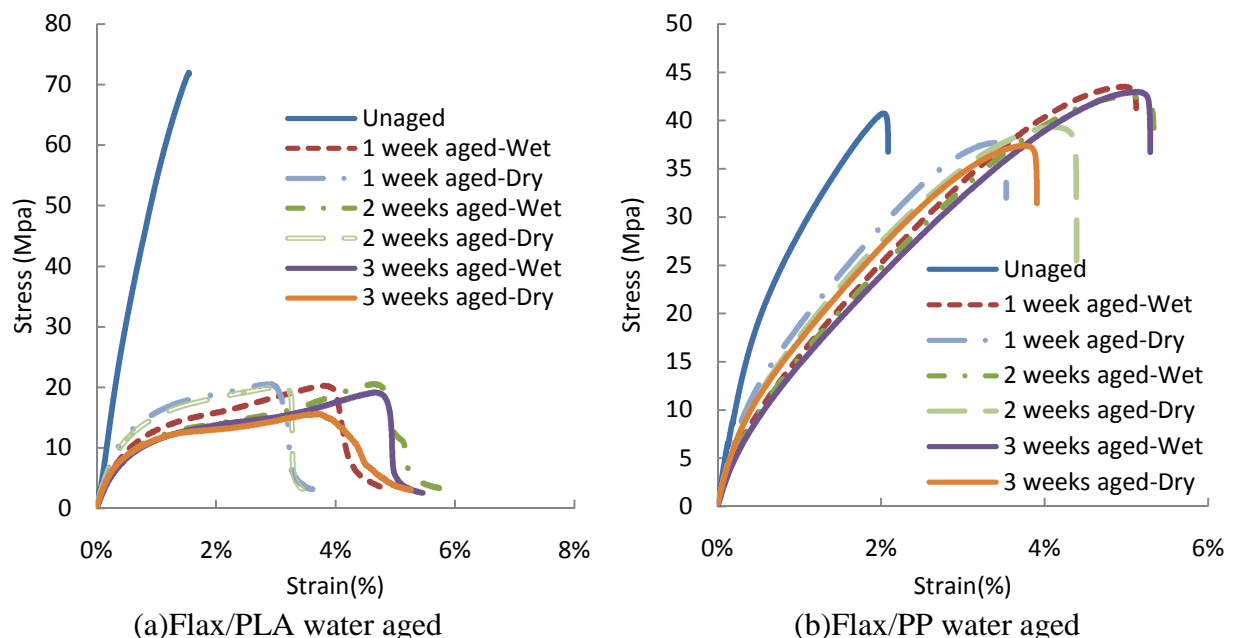 80
70
60
50
40
30
20
10
0
Stress (Mpa)
Unaged
1 week aged-Wet
1 week aged-Dry
2 weeks aged-Wet
2 weeks aged-Dry
3 weeks aged-Wet
3 weeks aged-Dry
0% 2% 4% 6% 8%
Strain(%)
(a)Flax/PLA water aged
50
45
40
35
30
25
20
15
10
5
0
Stress (Mpa)
Unaged
1 week aged-Wet
1 week aged-Dry
2 weeks aged-Wet
2 weeks aged-Dry
3 weeks aged-Wet
3 weeks aged-Dry
0% 2% 4% 6%
Strain(%)
(b)Flax/PP water aged